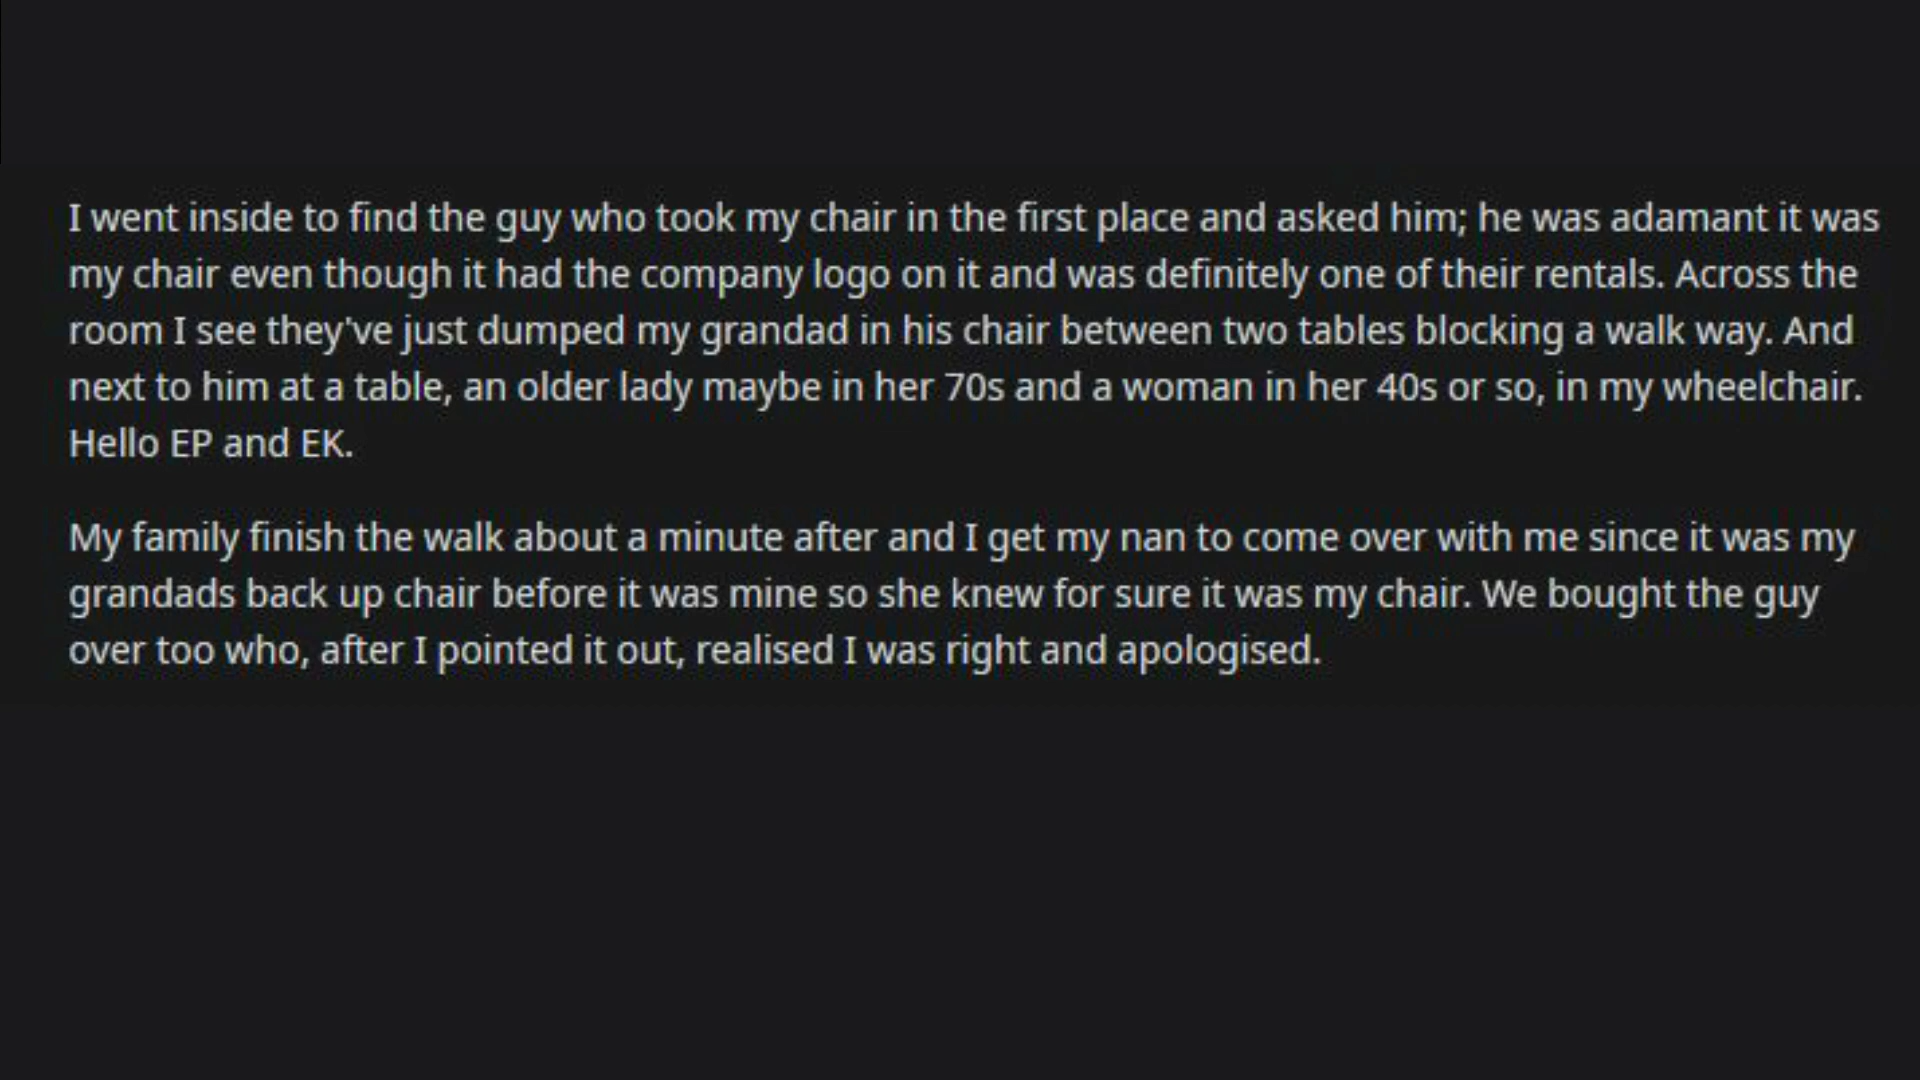 I went inside to find the guy who took my chair in the first place and asked him; he was adamant it was
my chair even though it had the company logo on it and was definitely one of their rentals. Across the
room I see they've just dumped my grandad in his chair between two tables blocking a walk way. And
next to him at a table, an older lady maybe in her 70s and a woman in her 40s or so, in my wheelchair.
Hello EP and EK.
My family finish the walk about a minute after and I get my nan to come over with me since it was my
grandads back up chair before it was mine so she knew for sure it was my chair. We bought the guy
over too who, after I pointed it out, realised I was right and apologised.